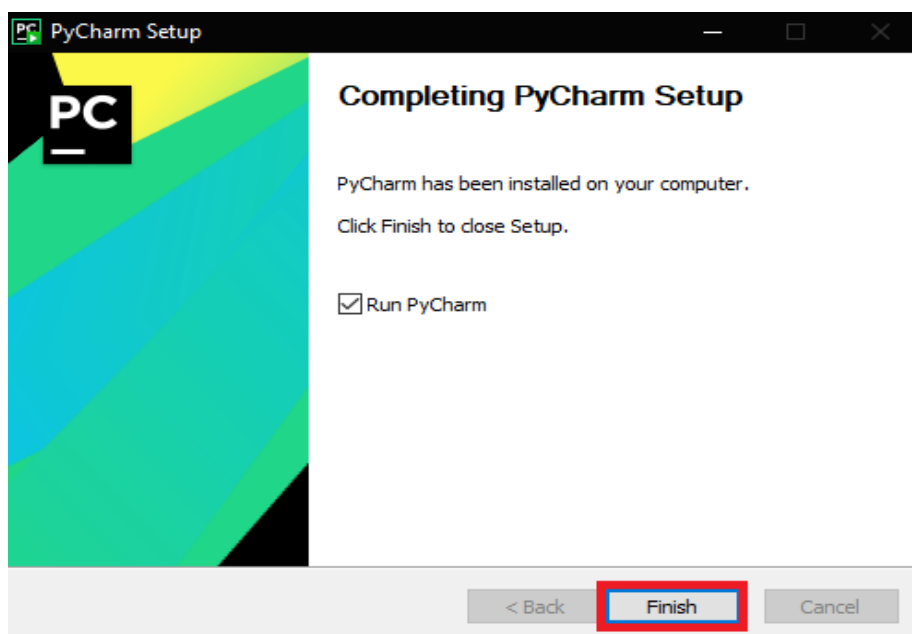 PC PyCharm Setup
PC
Completing PyCharm Setup
PyCharm has been installed on your computer.
Click Finish to close Setup.
Run PyCharm
< Back Finish Cancel